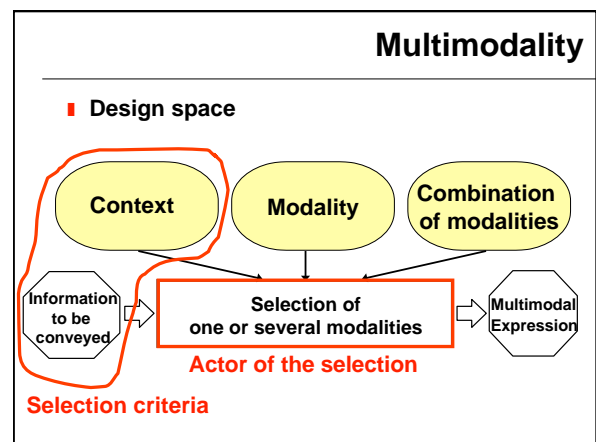 Multimodality
Design space
Context
Modality
Combination
of modalities
Information
to be
conveyed
Selection of
one or several modalities
Multimodal
Expression
Actor of the selection
Selection criteria